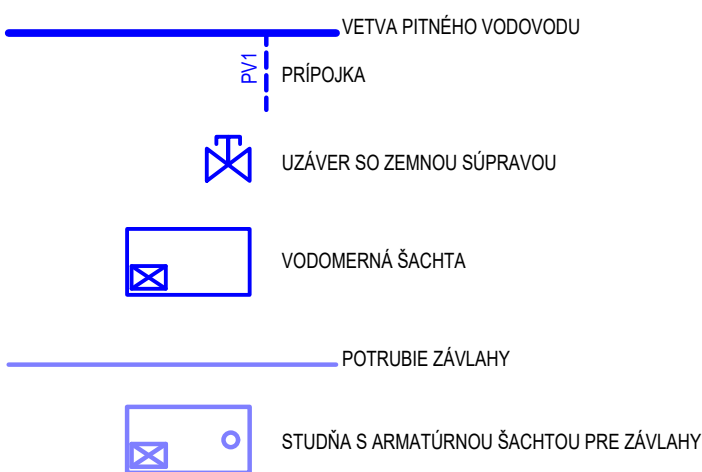 VETVA PITNÉHO VODOVODU
PV1
PRÍPOJKA
UZÁVER SO ZEMNOU SÚPRAVOU
VODOMERNÁ ŠACHTA
POTRUBIE ZÁVLAHY
STUDŇA S ARMATÚRNOU ŠACHTOU PRE ZÁVLAHY